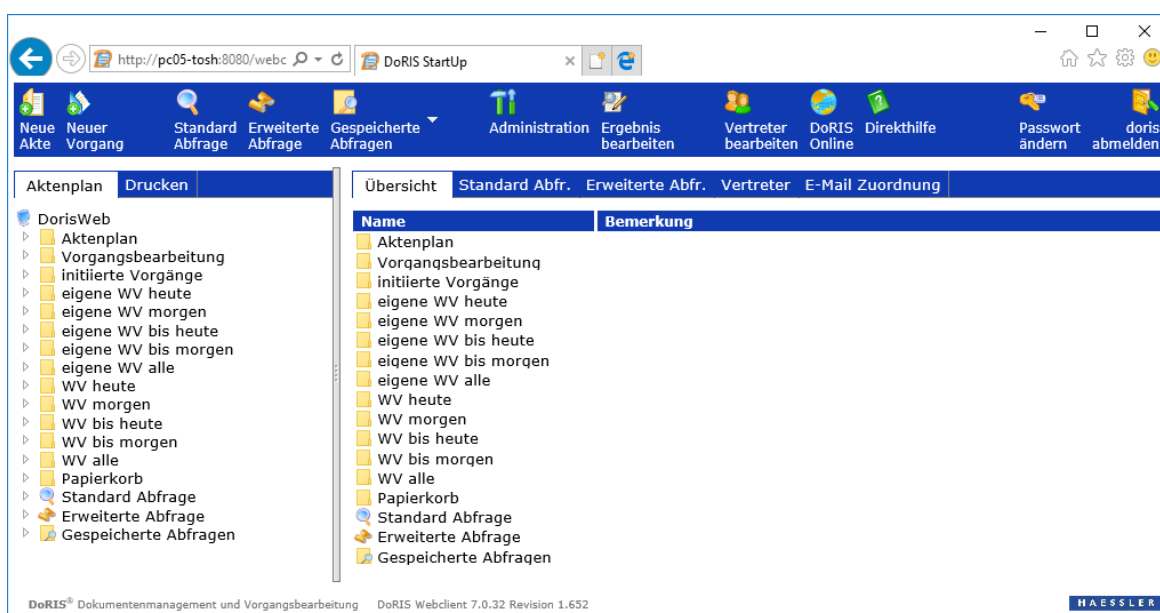 http://pc05-tosh:8080/webc
DoRIS StartUp
Neue Akte
Neuer Vorgang
Standard Abfrage
Erweiterte Abfrage
Gespeicherte Abfragen
Administration
Ergebnis bearbeiten
Vertreter bearbeiten
DoRIS Online
Direkthilfe
Passwort ändern
doris abmelden
Aktenplan
Drucken
Übersicht
Standard Abfr.
Erweiterte Abfr.
Vertreter
E-Mail Zuordnung
DorisWeb
Aktenplan
Vorgangsbearbeitung
initiierte Vorgänge
eigene WV heute
eigene WV morgen
eigene WV bis heute
eigene WV bis morgen
eigene WV alle
WV heute
WV morgen
WV bis heute
WV bis morgen
WV alle
Papierkorb
Standard Abfrage
Erweiterte Abfrage
Gespeicherte Abfragen
Name
Bemerkung
Aktenplan
Vorgangsbearbeitung
initiierte Vorgänge
eigene WV heute
eigene WV morgen
eigene WV bis heute
eigene WV bis morgen
eigene WV alle
WV heute
WV morgen
WV bis heute
WV bis morgen
WV alle
Papierkorb
Standard Abfrage
Erweiterte Abfrage
Gespeicherte Abfragen
DoRIS® Dokumentenmanagement und Vorgangsbearbeitung
DoRIS Webclient 7.0.32 Revision 1.652
HAESSLER